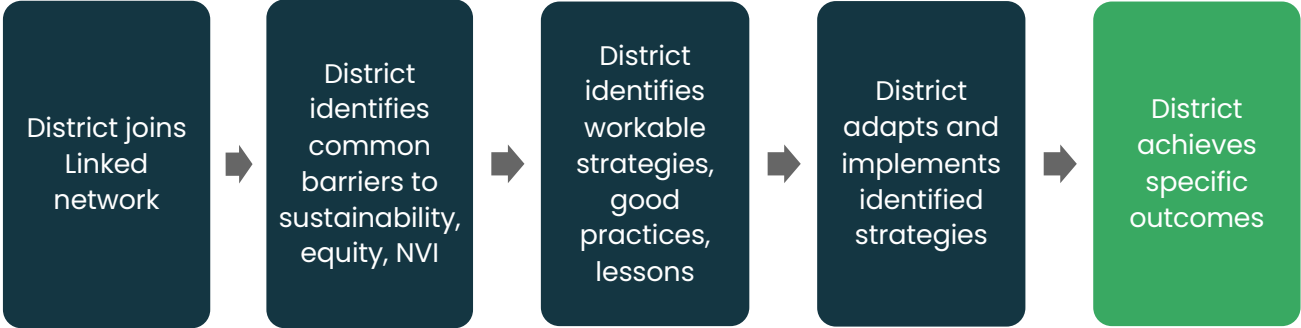 District joins
Linked
network
District
identifies
common
barriers to
sustainability,
equity, NVI
District
identifies
workable
strategies,
good
practices,
lessons
District
adapts and
implements
identified
strategies
District
achieves
specific
outcomes